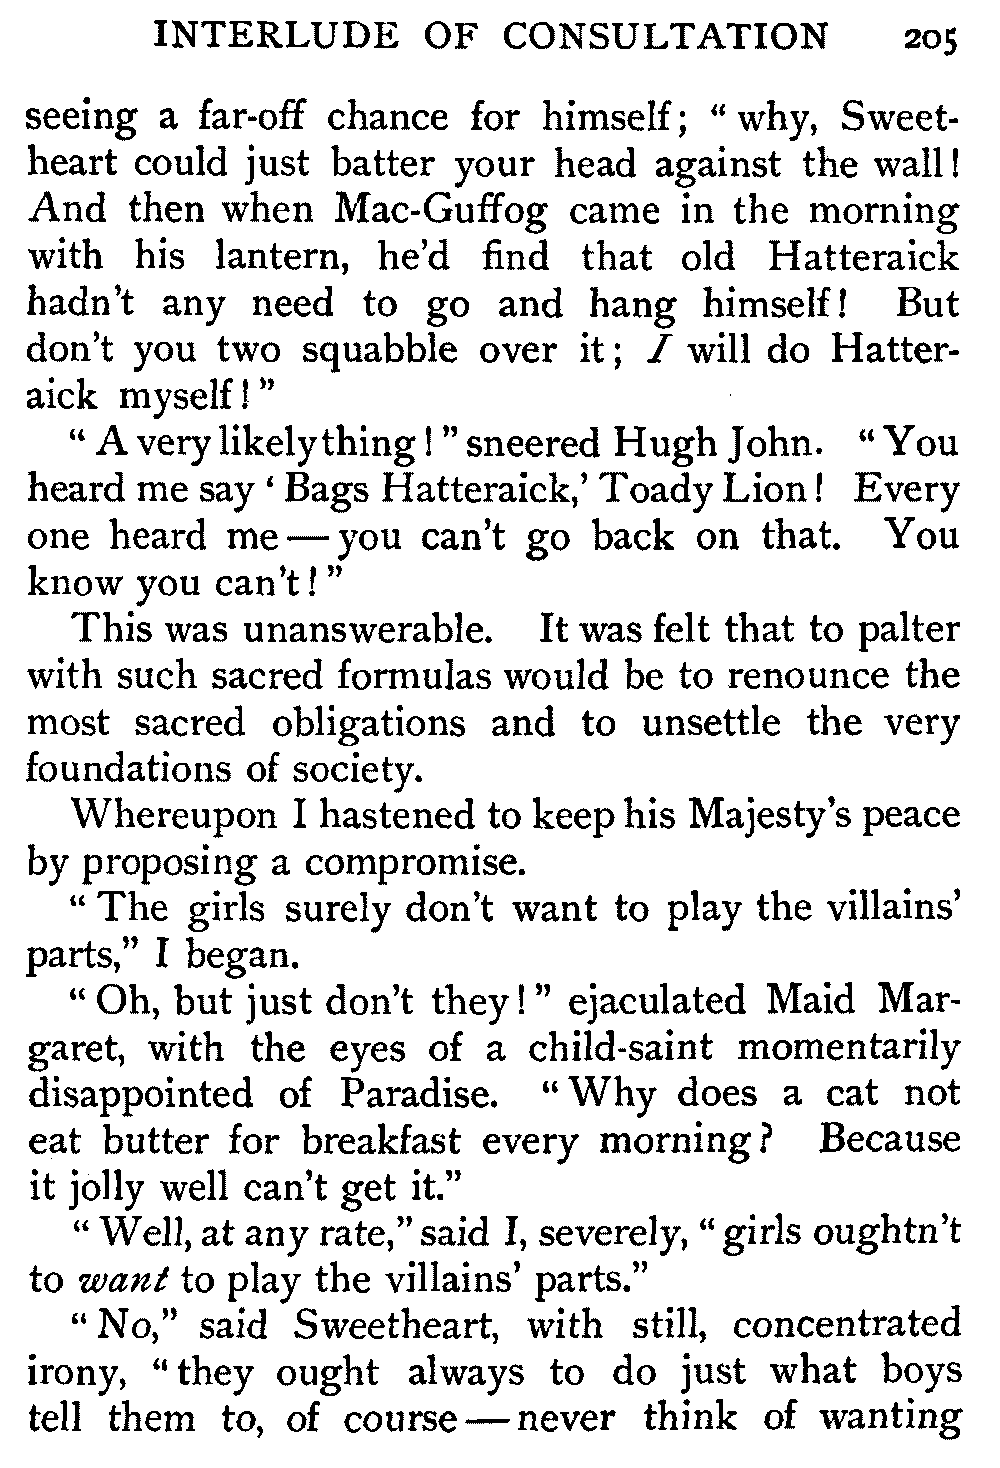 INTERLUDE OF CONSULTATION 205
seeing a far-off chance for himself; “why, Sweet-
heart could just batter your head against the wall!
And then when Mac-Guffog came in the morning
with his lantern, he’d find that old Hatteraick
hadn’t any need to go and hang himself! But
don’t you two squabble over it; I will do Hatter-
aick myself!”
“A very likely thing!” sneered Hugh John. “You
heard me say ‘Bags Hatteraick,’ Toady Lion! Every
one heard me—you can’t go back on that. You
know you can’t!”
This was unanswerable. It was felt that to palter
with such sacred formulas would be to renounce the
most sacred obligations and to unsettle the very
foundations of society.
Whereupon I hastened to keep his Majesty’s peace
by proposing a compromise.
“The girls surely don’t want to play the villains’
parts,” I began.
“Oh, but just don’t they!” ejaculated Maid Mar-
garet, with the eyes of a child-saint momentarily
disappointed of Paradise. “Why does a cat not
eat butter for breakfast every morning? Because
it jolly well can’t get it.”
“Well, at any rate,” said I, severely, “girls oughtn’t
to want to play the villains’ parts.”
“No,” said Sweetheart, with still, concentrated
irony, “they ought always to do just what boys
tell them to, of course—never think of wanting